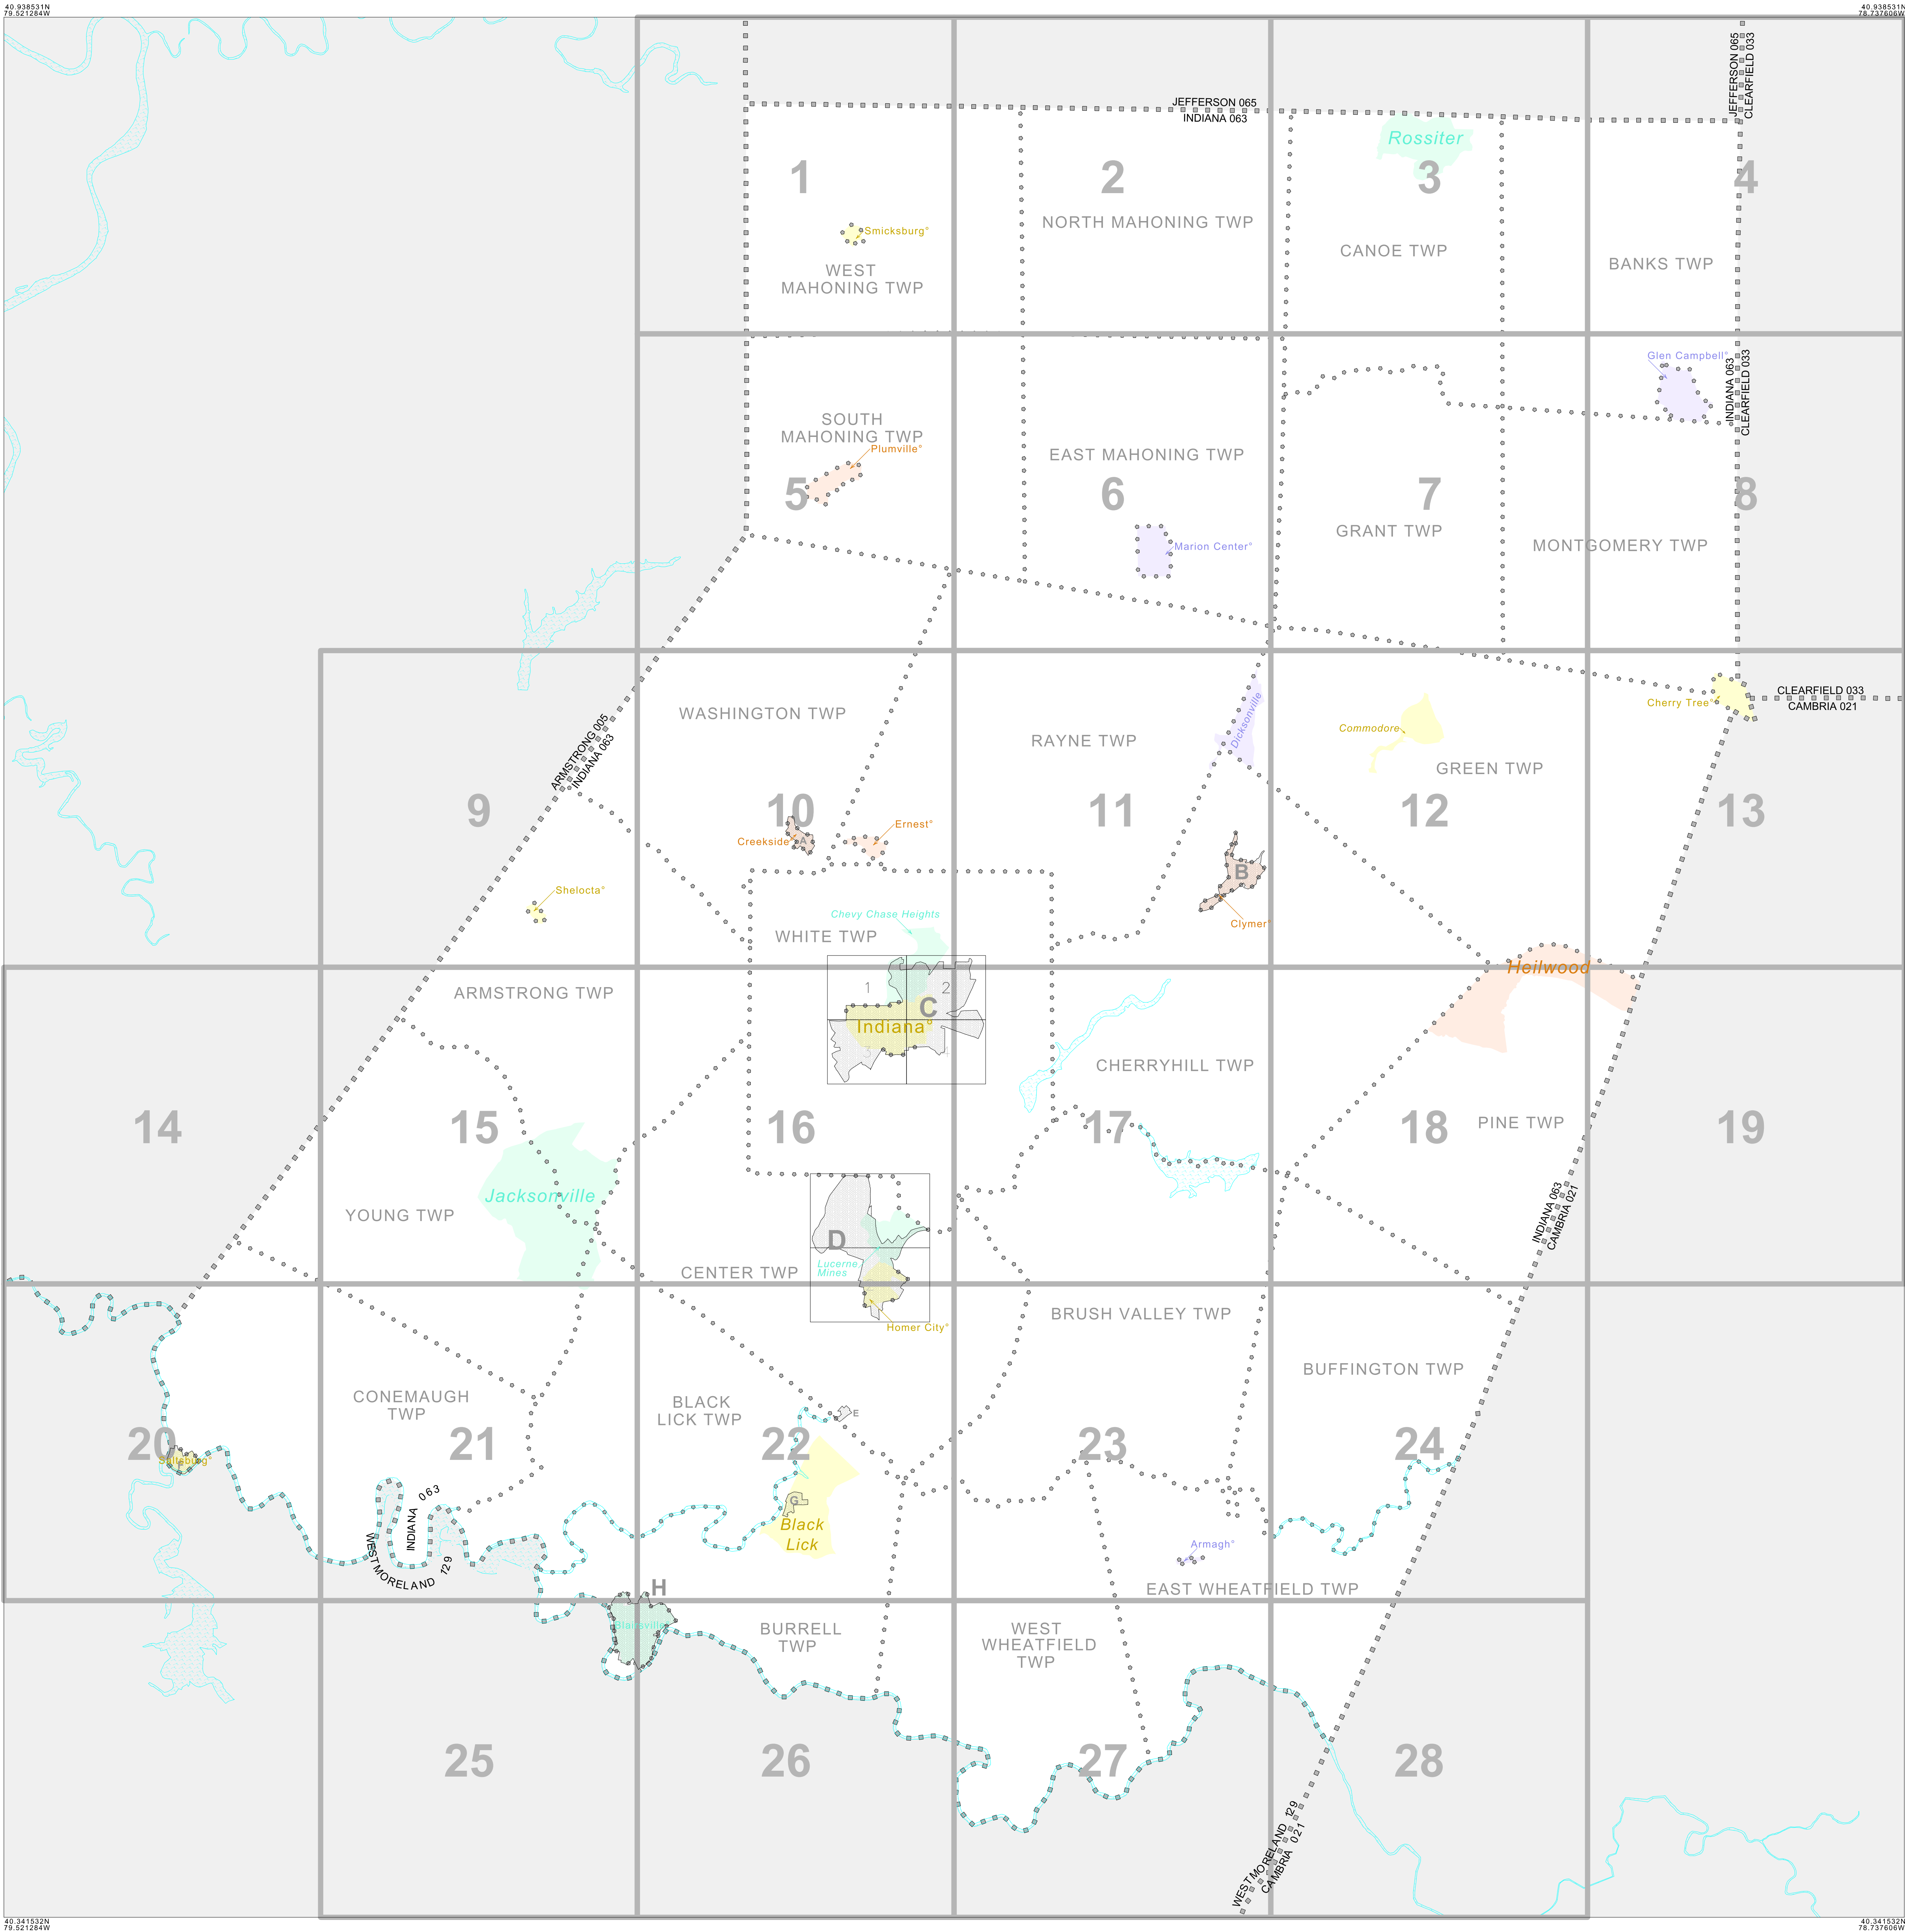 40.938531N
79.521284W
40.938531N
78.737606W
JEFFERSON 065
CLEARFIELD 033
JEFFERSON 065
INDIANA 063
Rossiter
1
2
3
4
Smicksburg°
NORTH MAHONING TWP
CANOE TWP
BANKS TWP
WEST
MAHONING TWP
Glen Campbell°
INDIANA 063
CLEARFIELD 033
SOUTH
MAHONING TWP
Plumville°
EAST MAHONING TWP
5
6
7
8
GRANT TWP
MONTGOMERY TWP
Marion Center°
CLEARFIELD 033
CAMBRIA 021
Cherry Tree°
WASHINGTON TWP
Dicksonville
Commodore
RAYNE TWP
GREEN TWP
ARMSTRONG 005
INDIANA 063
9
10
11
12
13
Ernest°
Creekside°
A
B
Shelocta°
Clymer°
Chevy Chase Heights
WHITE TWP
Heilwood
ARMSTRONG TWP
1
2
C
Indiana°
3
4
CHERRYHILL TWP
14
15
16
17
18
19
PINE TWP
Jacksonville
YOUNG TWP
INDIANA 063
CAMBRIA 021
D
Lucerne
Mines
CENTER TWP
BRUSH VALLEY TWP
Homer City°
BUFFINGTON TWP
CONEMAUGH
TWP
BLACK
LICK TWP
E
20
21
22
23
24
Saltsburg°
F
G
INDIANA 063
WESTMORELAND 129
Black
Lick
Armagh°
EAST WHEATFIELD TWP
H
Blairsville°
BURRELL
TWP
WEST
WHEATFIELD
TWP
25
26
27
28
WESTMORELAND 129
CAMBRIA 021
40.341532N
79.521284W
40.341532N
78.737606W